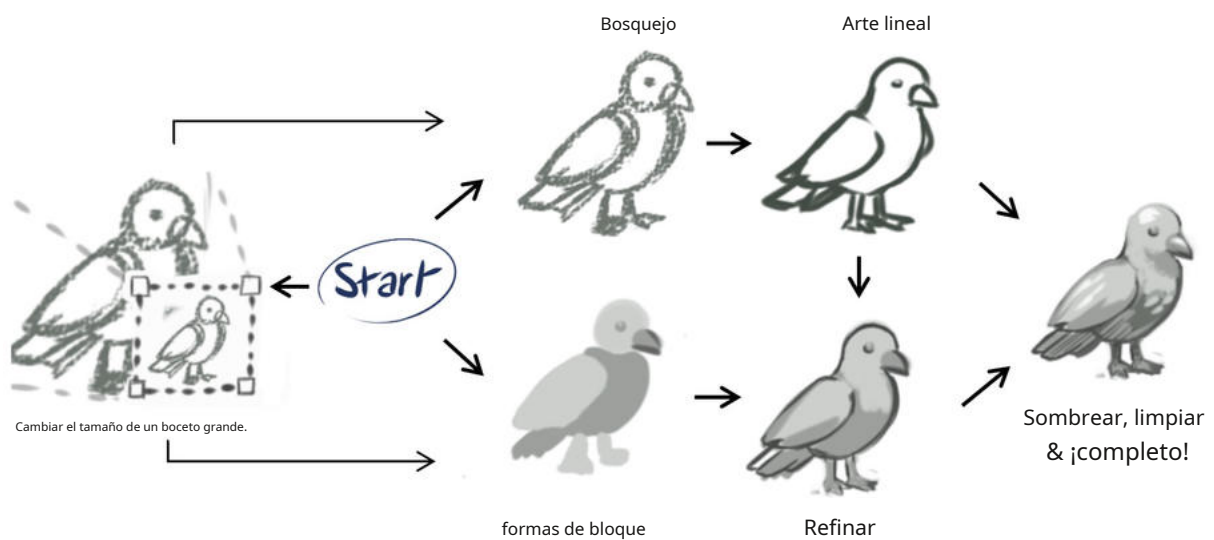 Bosquejo
Arte lineal
Start
Cambiar el tamaño de un boceto grande.
Sombrear, limpiar
& ¡completo!
formas de bloque
Refinar